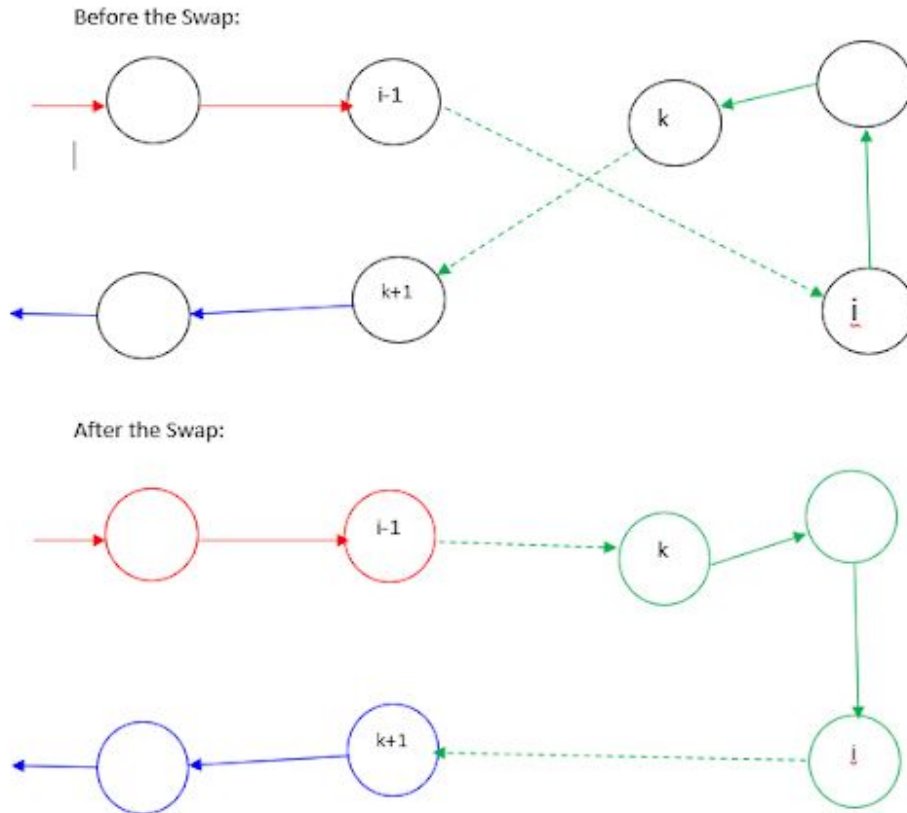 Before the Swap:
i-1
k
k+1
i
After the Swap:
i-1
k
k+1
i